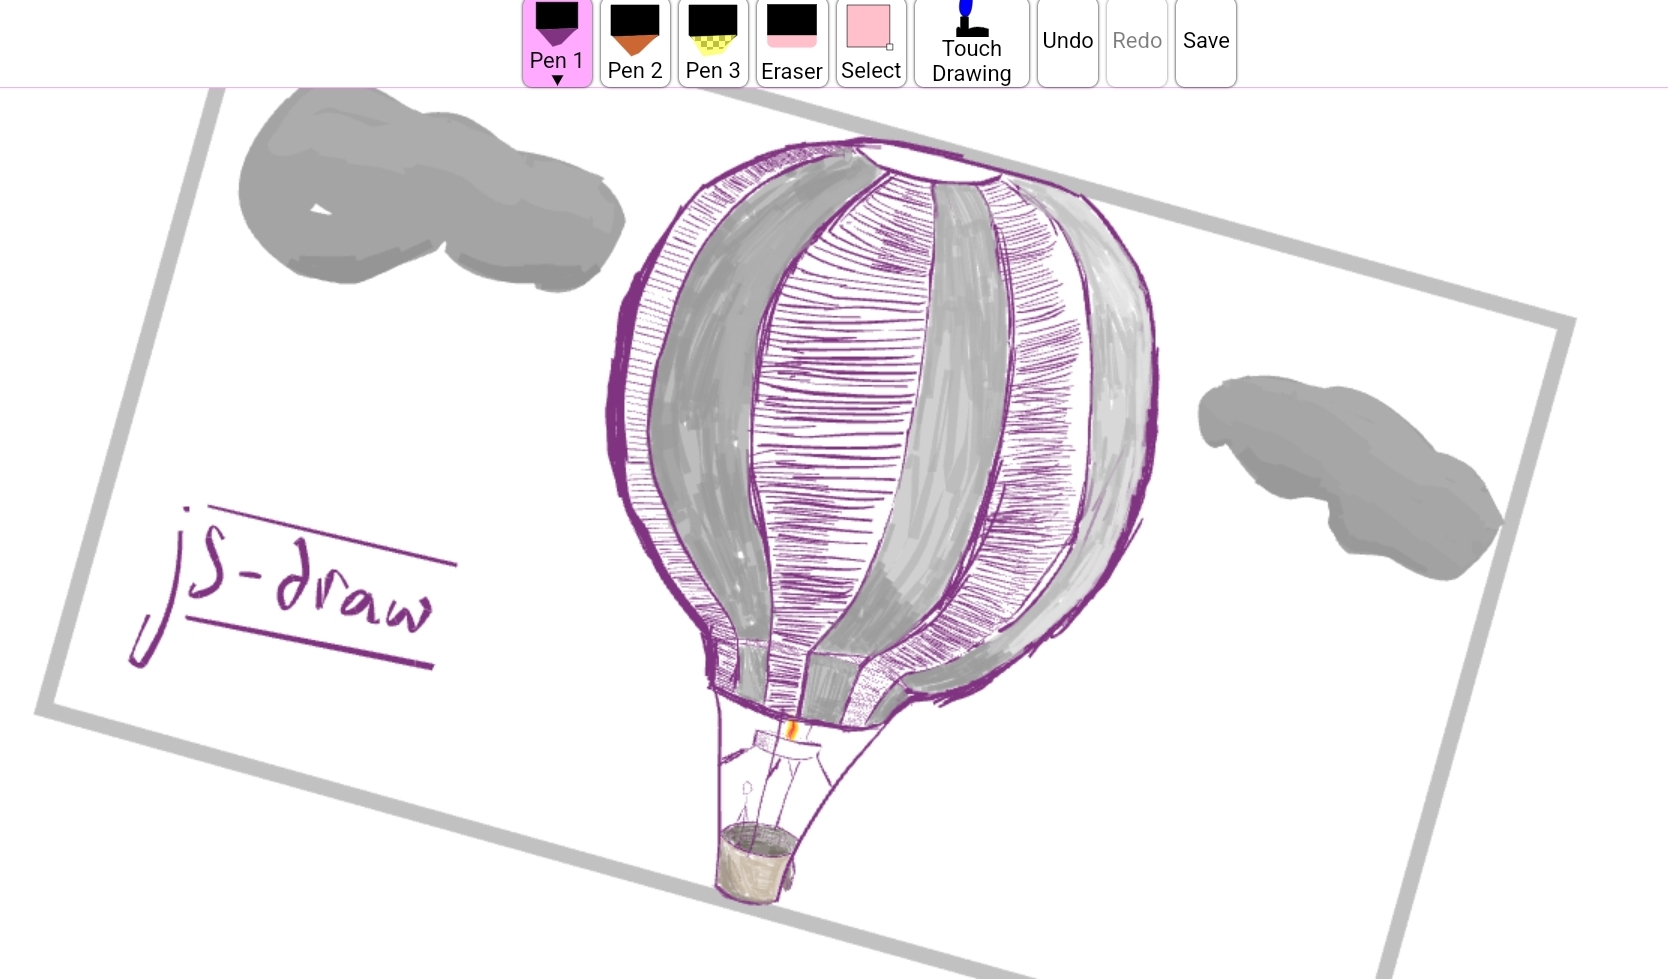 Pen 1
▼
Pen 2
Pen 3
Eraser
Select
Touch
Drawing
Undo
Redo
Save
js-draw